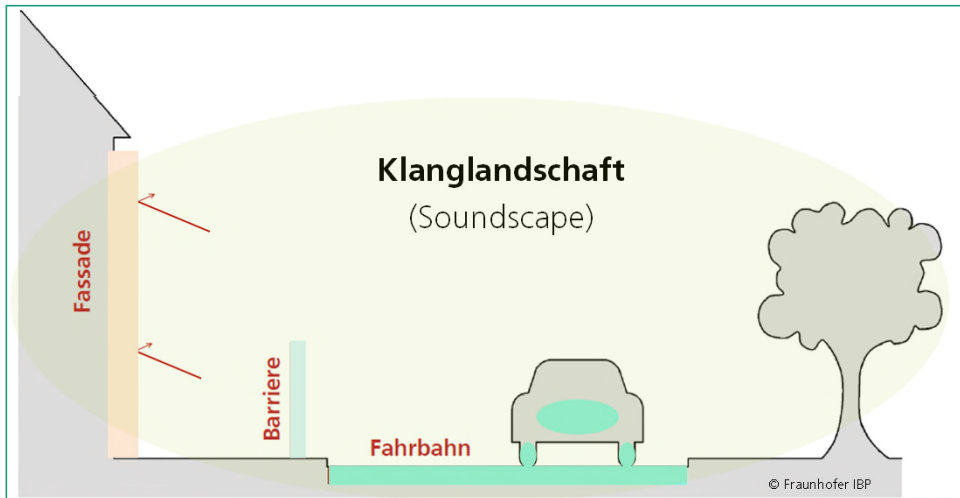 Klanglandschaft
(Soundscape)
Fassade
Barriere
Fahrbahn
© Fraunhofer IBP